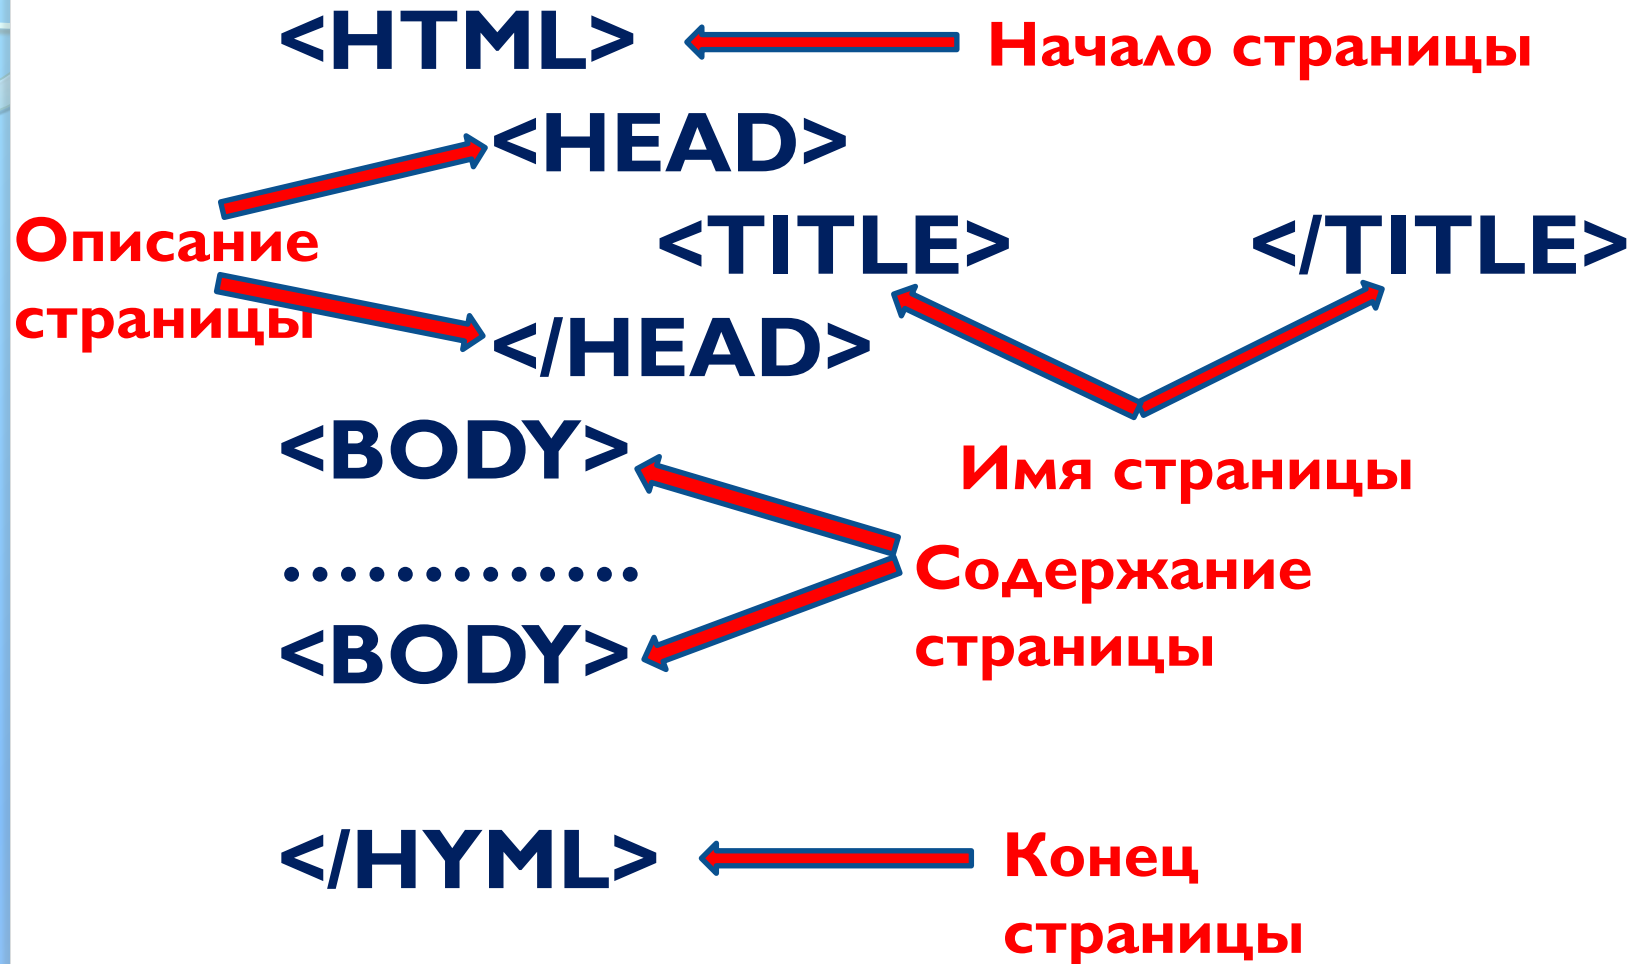 <HTML> Начало страницы
<HEAD>
Описание <TITLE> </TITLE>
страницы </HEAD>
<BODY> Имя страницы
............. Содержание
<BODY> страницы
</HYML> Конец
страницы